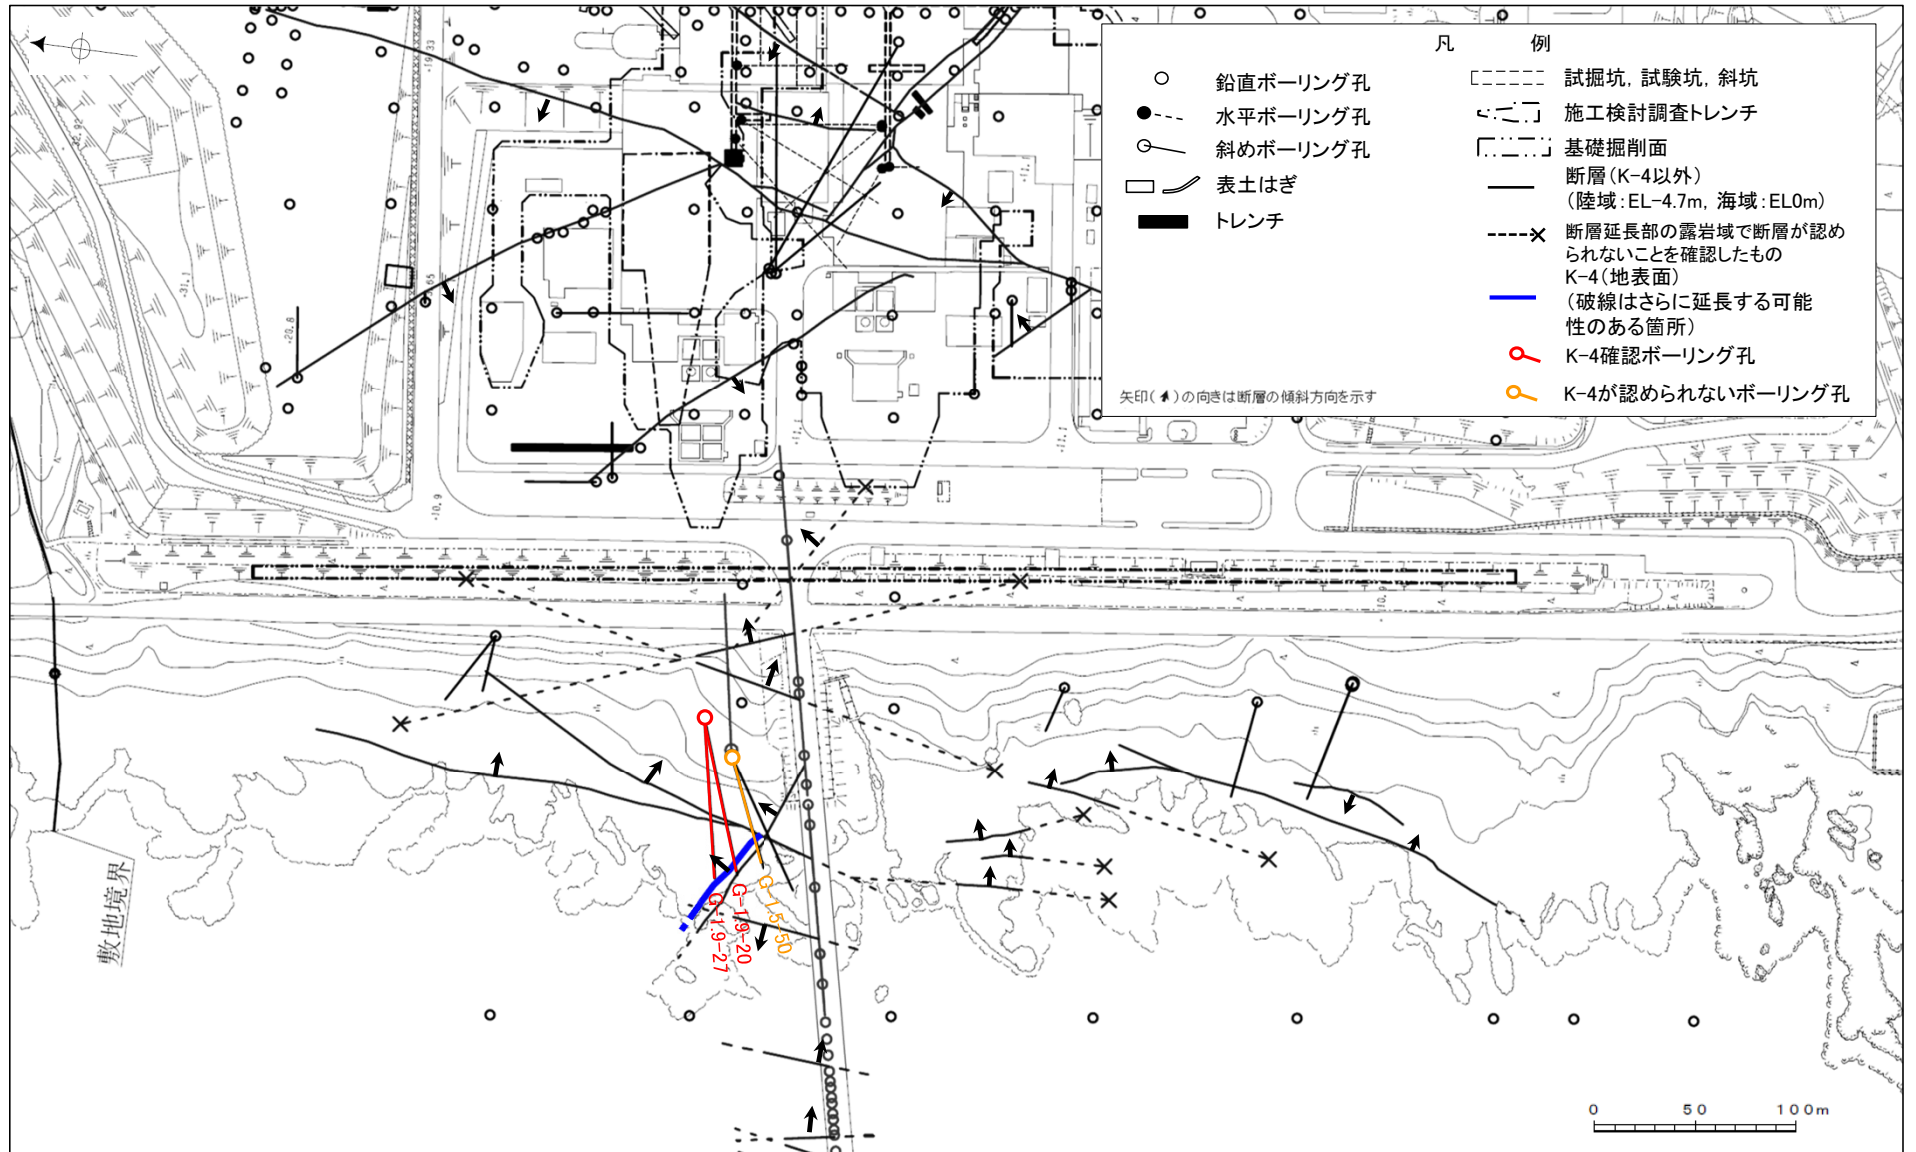 凡　例
鉛直ボーリング孔
水平ボーリング孔
斜めボーリング孔
表土はぎ
トレンチ
試掘坑, 試験坑, 斜坑
施工検討調査トレンチ
基礎掘削面
断層(K-4以外)
(陸域:EL-4.7m, 海域:EL0m)
断層延長部の露岩域で断層が認め
られないことを確認したもの
K-4(地表面)
(破線はさらに延長する可能
性のある箇所)
K-4確認ボーリング孔
K-4が認められないボーリング孔
矢印( )の向きは断層の傾斜方向を示す
敷地境界
G-1.9-27
G-1.9-20
G-1.5-50
0 50 100m